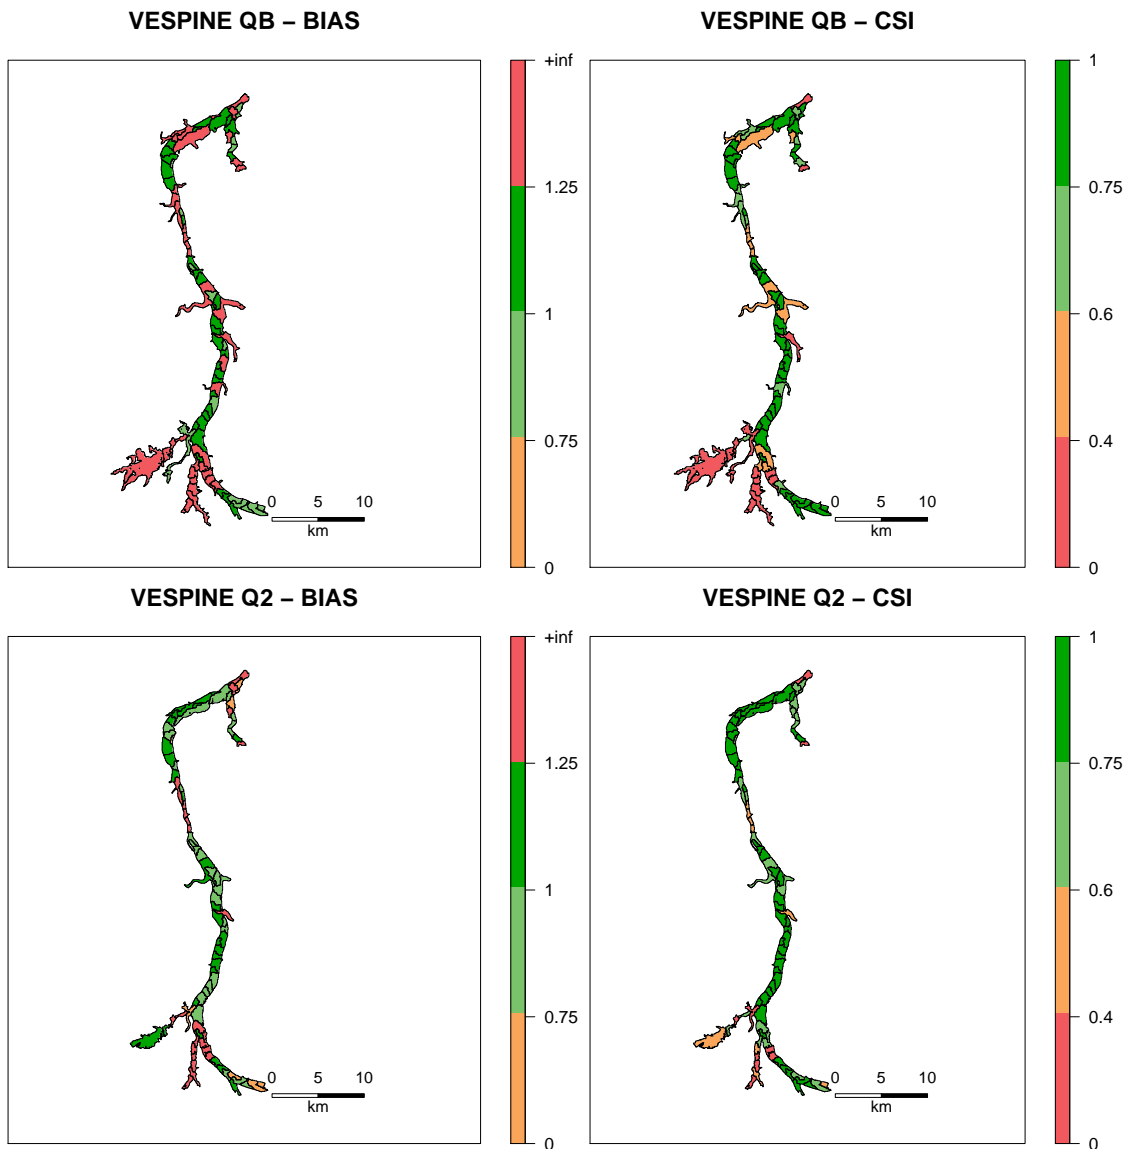 VESPINE QB – BIAS
VESPINE QB – CSI
+inf
1.25
1
0.75
0
0 5 10
km
1
0.75
0.6
0.4
0
0 5 10
km
VESPINE Q2 – BIAS
VESPINE Q2 – CSI
+inf
1.25
1
0.75
0
0 5 10
km
1
0.75
0.6
0.4
0
0 5 10
km